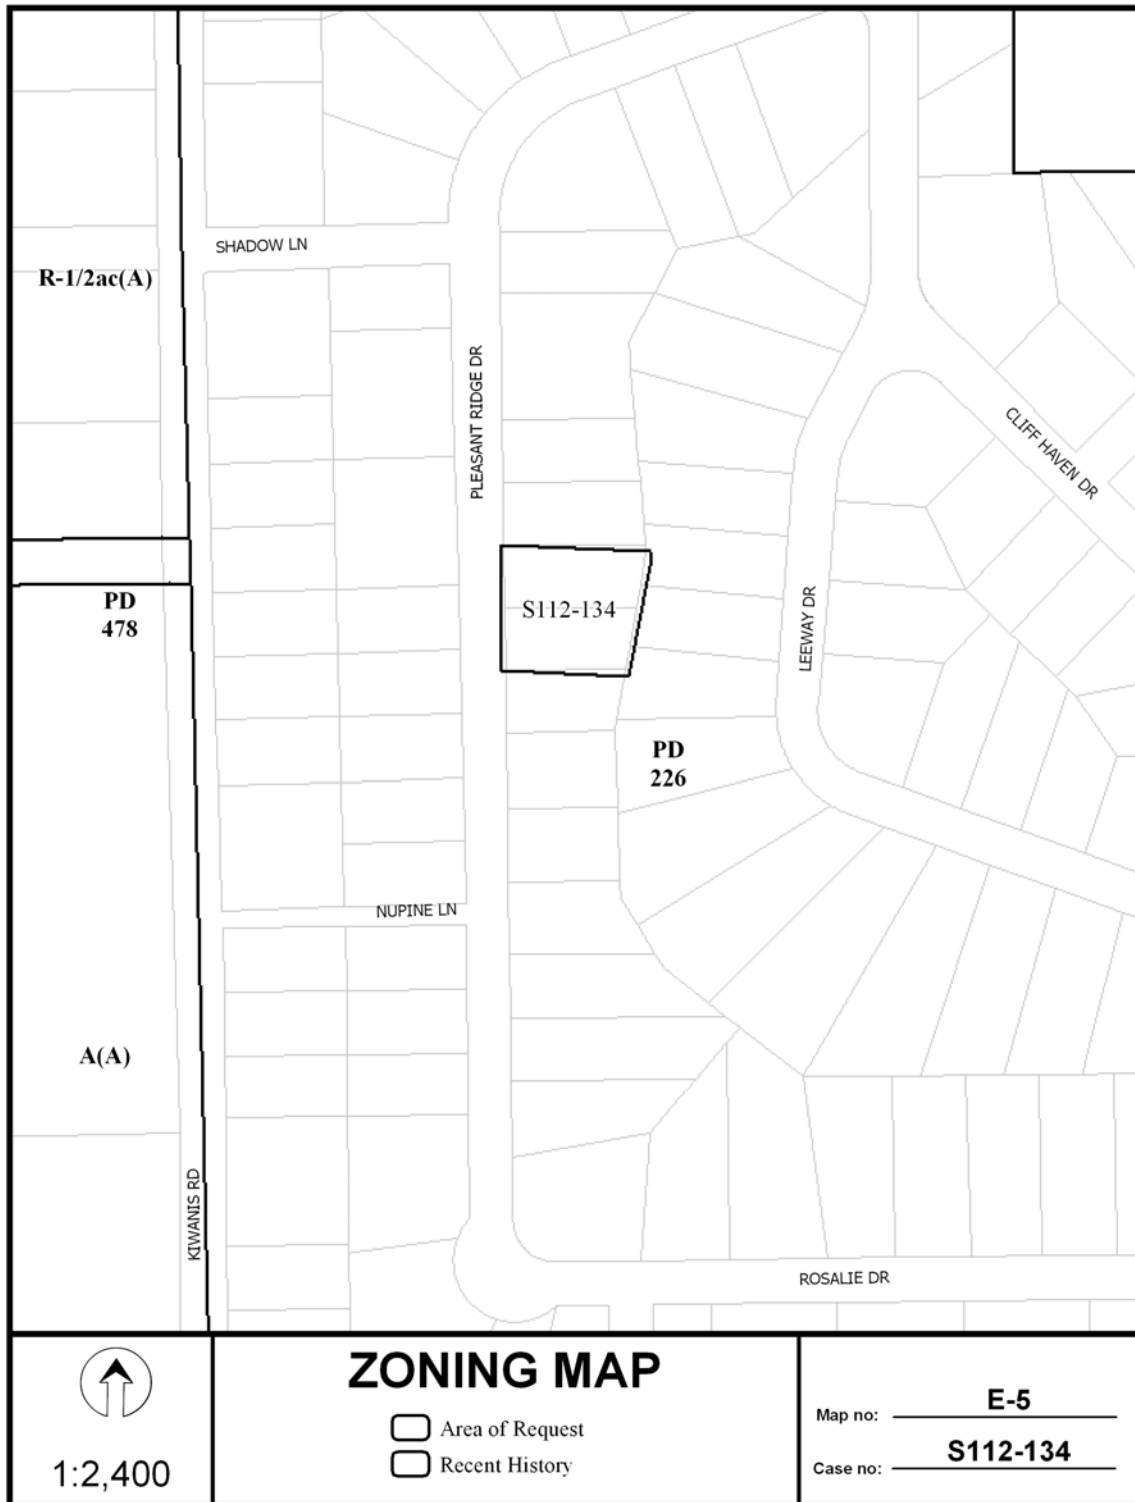 SHADOW LN
R-1/2ac(A)
PLEASANT RIDGE DR
CLIFF HAVEN DR
S112-134
PD
478
LEEWAY DR
PD
226
NUPINE LN
A(A)
KIWANIS RD
ROSALIE DR
1:2,400
ZONING MAP
Area of Request
Recent History
Map no: E-5
Case no: S112-134